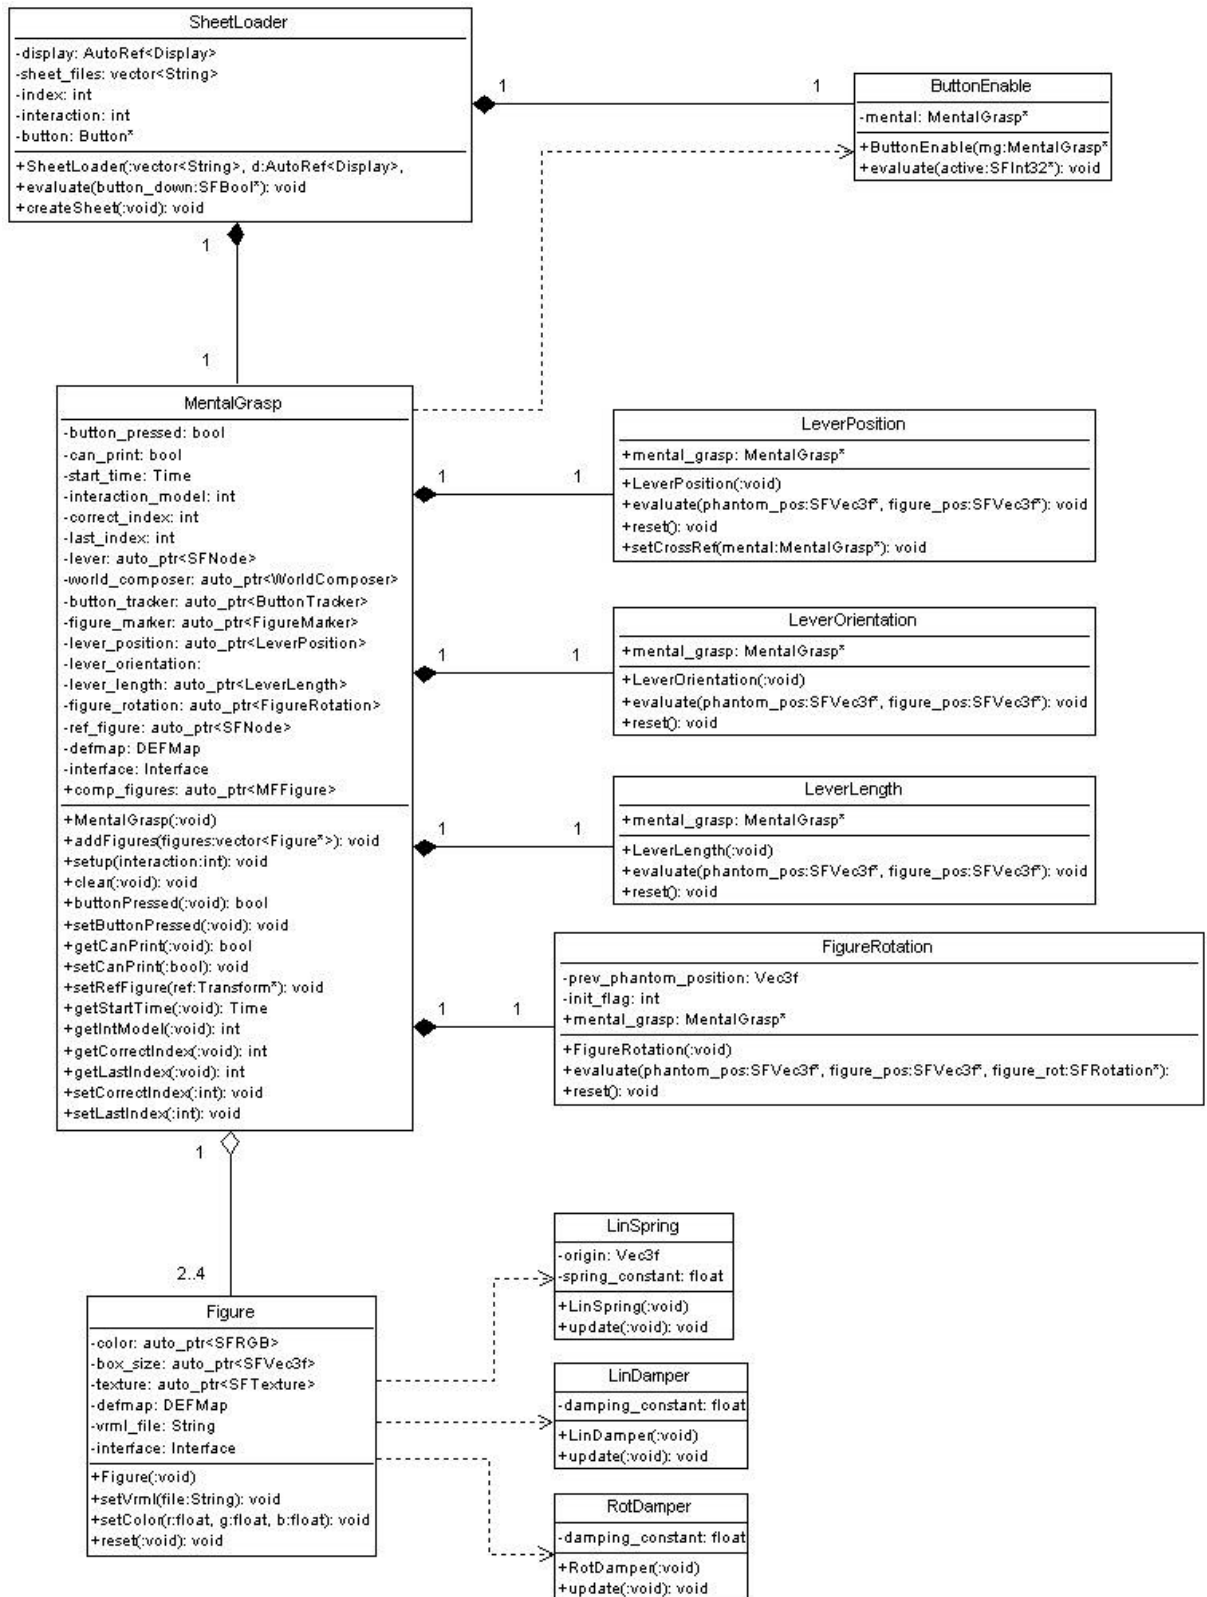 SheetLoader
-display: AutoRef<Display>
-sheet_files: vector<String>
-index: int
-interaction: int
-button: Button*
+SheetLoader(:vector<String>, d:AutoRef<Display>,
+evaluate(button_down:SFBool*): void
+createSheet(:void): void
1
1
ButtonEnable
-mental: MentalGrasp*
+ButtonEnable(mg:MentalGrasp*
+evaluate(active:SFInt32*): void
1
1
MentalGrasp
-button_pressed: bool
-can_print: bool
-start_time: Time
-interaction_model: int
-correct_index: int
-last_index: int
-lever: auto_ptr<SFNode>
-world_composer: auto_ptr<WorldComposer>
-button_tracker: auto_ptr<ButtonTracker>
-figure_marker: auto_ptr<FigureMarker>
-lever_position: auto_ptr<LeverPosition>
-lever_orientation:
-lever_length: auto_ptr<LeverLength>
-figure_rotation: auto_ptr<FigureRotation>
-ref_figure: auto_ptr<SFNode>
-defmap: DEFMap
-interface: Interface
+comp_figures: auto_ptr<MFFigure>
+MentalGrasp(:void)
+addFigures(figures:vector<Figure*>): void
+setup(interaction:int): void
+clear(:void): void
+buttonPressed(:void): bool
+setButtonPressed(:void): void
+getCanPrint(:void): bool
+setCanPrint(:bool): void
+setRefFigure(ref:Transform*): void
+getStartTime(:void): Time
+getIntModel(:void): int
+getCorrectIndex(:void): int
+getLastIndex(:void): int
+setCorrectIndex(:int): void
+setLastIndex(:int): void
1
1
LeverPosition
+mental_grasp: MentalGrasp*
+LeverPosition(:void)
+evaluate(phantom_pos:SFVec3f*, figure_pos:SFVec3f*): void
+reset(): void
+setCrossRef(mental:MentalGrasp*): void
1
1
LeverOrientation
+mental_grasp: MentalGrasp*
+LeverOrientation(:void)
+evaluate(phantom_pos:SFVec3f*, figure_pos:SFVec3f*): void
+reset(): void
1
1
LeverLength
+mental_grasp: MentalGrasp*
+LeverLength(:void)
+evaluate(phantom_pos:SFVec3f*, figure_pos:SFVec3f*): void
+reset(): void
1
1
FigureRotation
-prev_phantom_position: Vec3f
-init_flag: int
+mental_grasp: MentalGrasp*
+FigureRotation(:void)
+evaluate(phantom_pos:SFVec3f*, figure_pos:SFVec3f*, figure_rot:SFRotation*):
+reset(): void
1
2..4
Figure
-color: auto_ptr<SFRGB>
-box_size: auto_ptr<SFVec3f>
-texture: auto_ptr<SFTexture>
-defmap: DEFMap
-vrml_file: String
-interface: Interface
+Figure(:void)
+setVrml(file:String): void
+setColor(r:float, g:float, b:float): void
+reset(:void): void
LinSpring
-origin: Vec3f
-spring_constant: float
+LinSpring(:void)
+update(:void): void
LinDamper
-damping_constant: float
+LinDamper(:void)
+update(:void): void
RotDamper
-damping_constant: float
+RotDamper(:void)
+update(:void): void